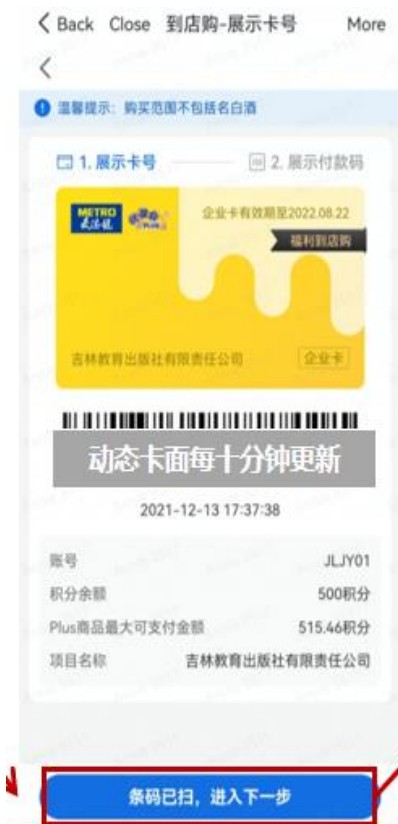 Back Close 到店购-展示卡号 More
温馨提示：购买范围不包括名白酒
1. 展示卡号 2. 展示付款码
METRO 麦德龙 PLUS 企业卡有效期至2022.08.22
福利到店购
吉林教育出版社有限责任公司 企业卡
动态卡面每十分钟更新
2021-12-13 17:37:38
账号 JLJY01
积分余额 500积分
Plus商品最大可支付金额 515.46积分
项目名称 吉林教育出版社有限责任公司
条码已扫，进入下一步